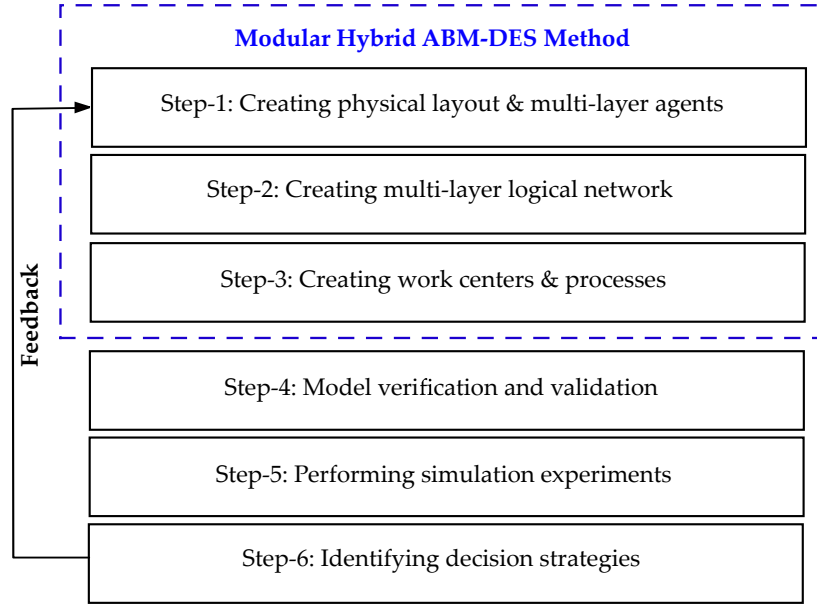 Modular Hybrid ABM-DES Method
Step-1: Creating physical layout & multi-layer agents
Step-2: Creating multi-layer logical network
Step-3: Creating work centers & processes
Feedback
Step-4: Model verification and validation
Step-5: Performing simulation experiments
Step-6: Identifying decision strategies